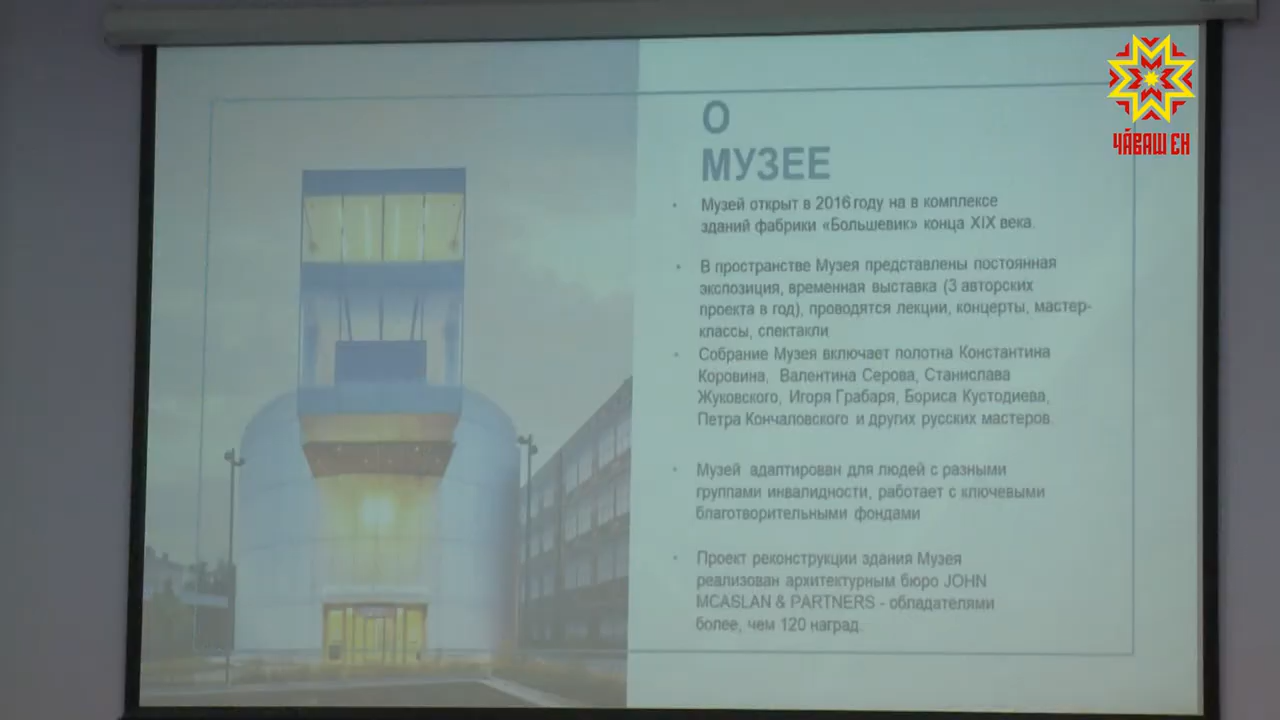 О
МУЗЕЕ
• Музей открыт в 2016 году на в комплексе
зданий фабрики «Большевик» конца XIX века.
• В пространстве Музея представлены постоянная
экспозиция, временная выставка (3 авторских
проекта в год), проводятся лекции, концерты, мастер-
классы, спектакли
• Собрание Музея включает полотна Константина
Коровина, Валентина Серова, Станислава
Жуковского, Игоря Грабаря, Бориса Кустодиева,
Петра Кончаловского и других русских мастеров.
• Музей адаптирован для людей с разными
группами инвалидности, работает с ключевыми
благотворительными фондами
• Проект реконструкции здания Музея
реализован архитектурным бюро JOHN
MCASLAN & PARTNERS - обладателями
более, чем 120 наград.
ЧӐВАШ ЕН